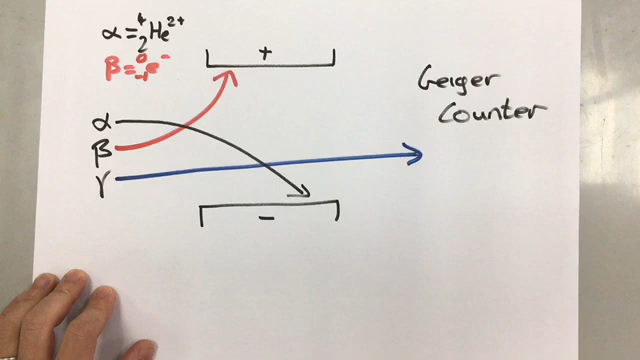 α = ⁴₂He²⁺
β = ⁰₋₁e⁻
+
Geiger
Counter
α
β
γ
−